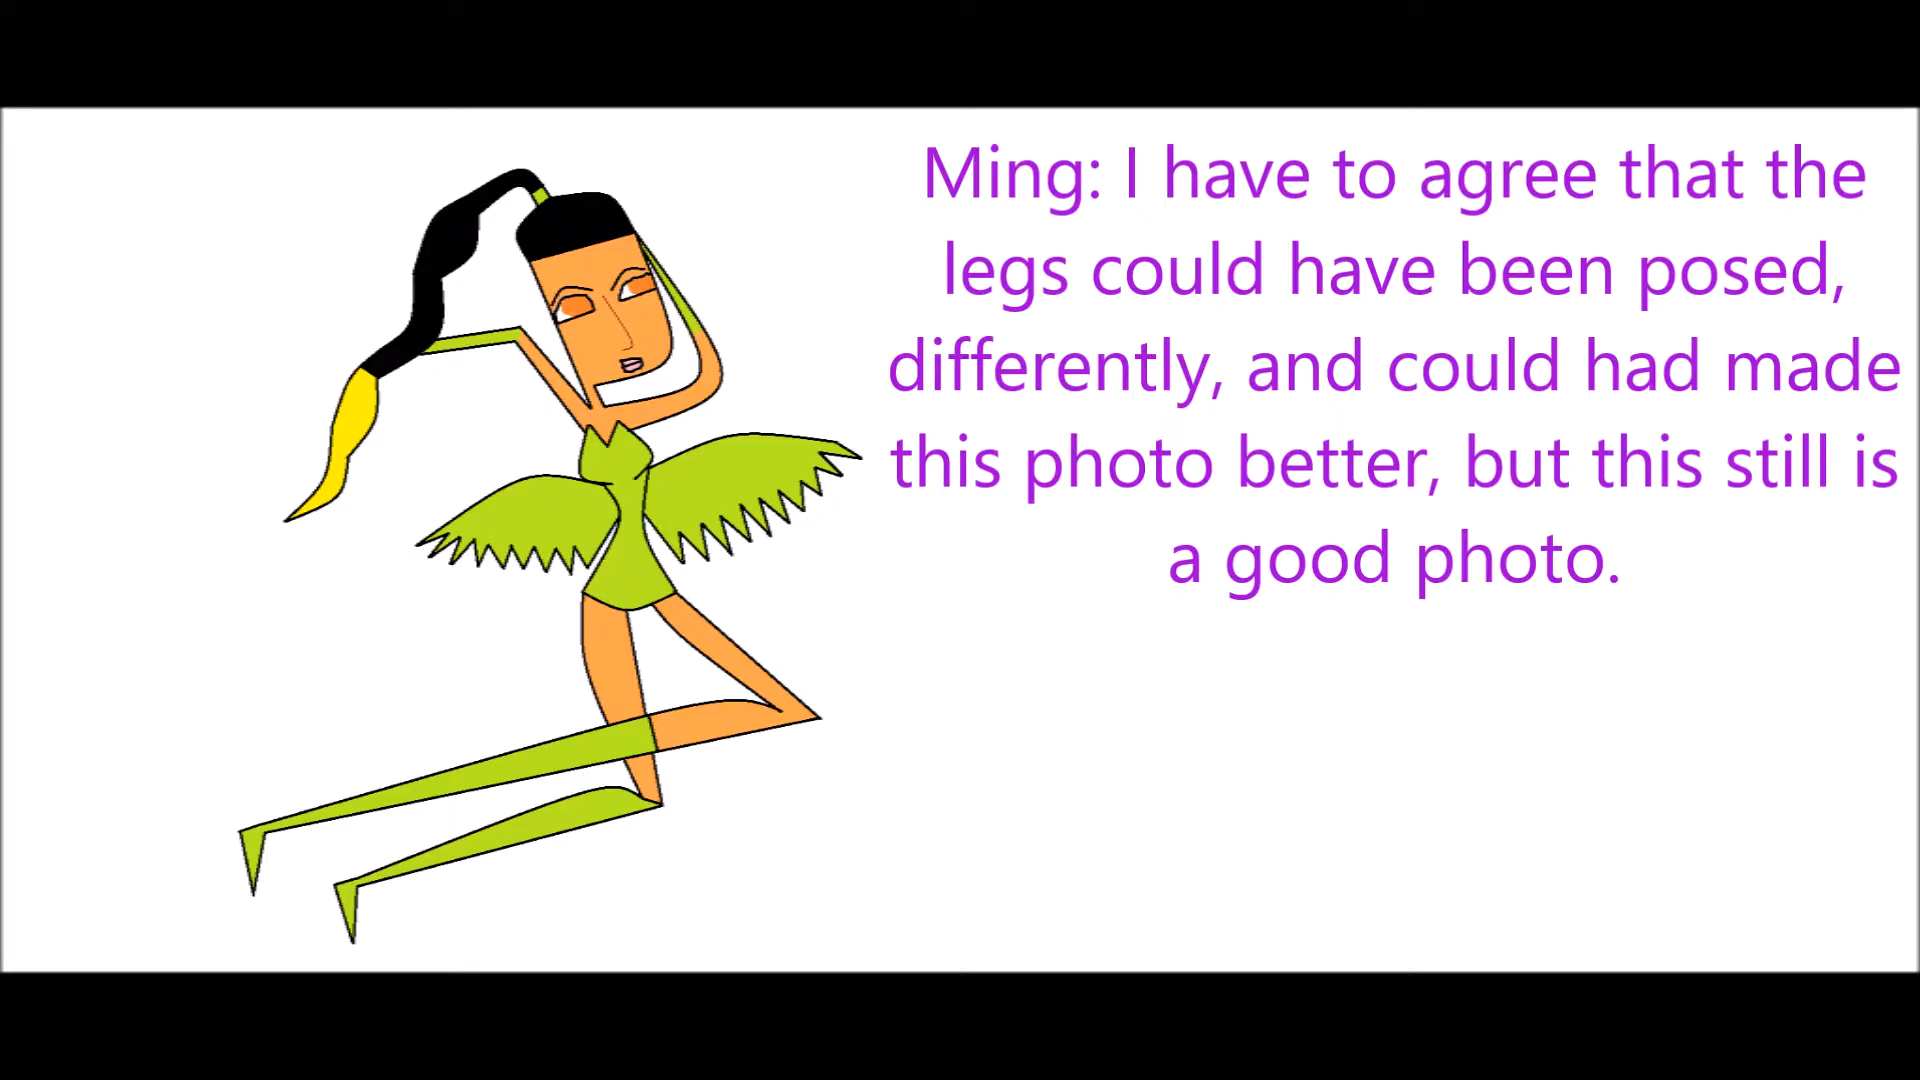 Ming: I have to agree that the
legs could have been posed,
differently, and could had made
this photo better, but this still is
a good photo.